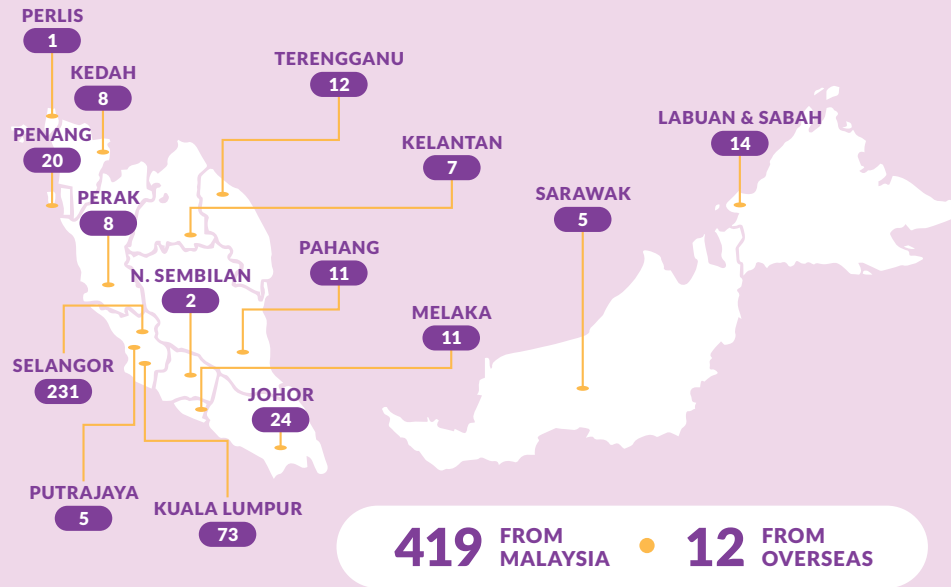 PERLIS
1
KEDAH
8
TERENGGANU
12
PENANG
20
KELANTAN
7
LABUAN & SABAH
14
PERAK
8
SARAWAK
5
PAHANG
11
N. SEMBILAN
2
MELAKA
11
SELANGOR
231
JOHOR
24
PUTRAJAYA
5
KUALA LUMPUR
73
419 FROM
MALAYSIA
12 FROM
OVERSEAS